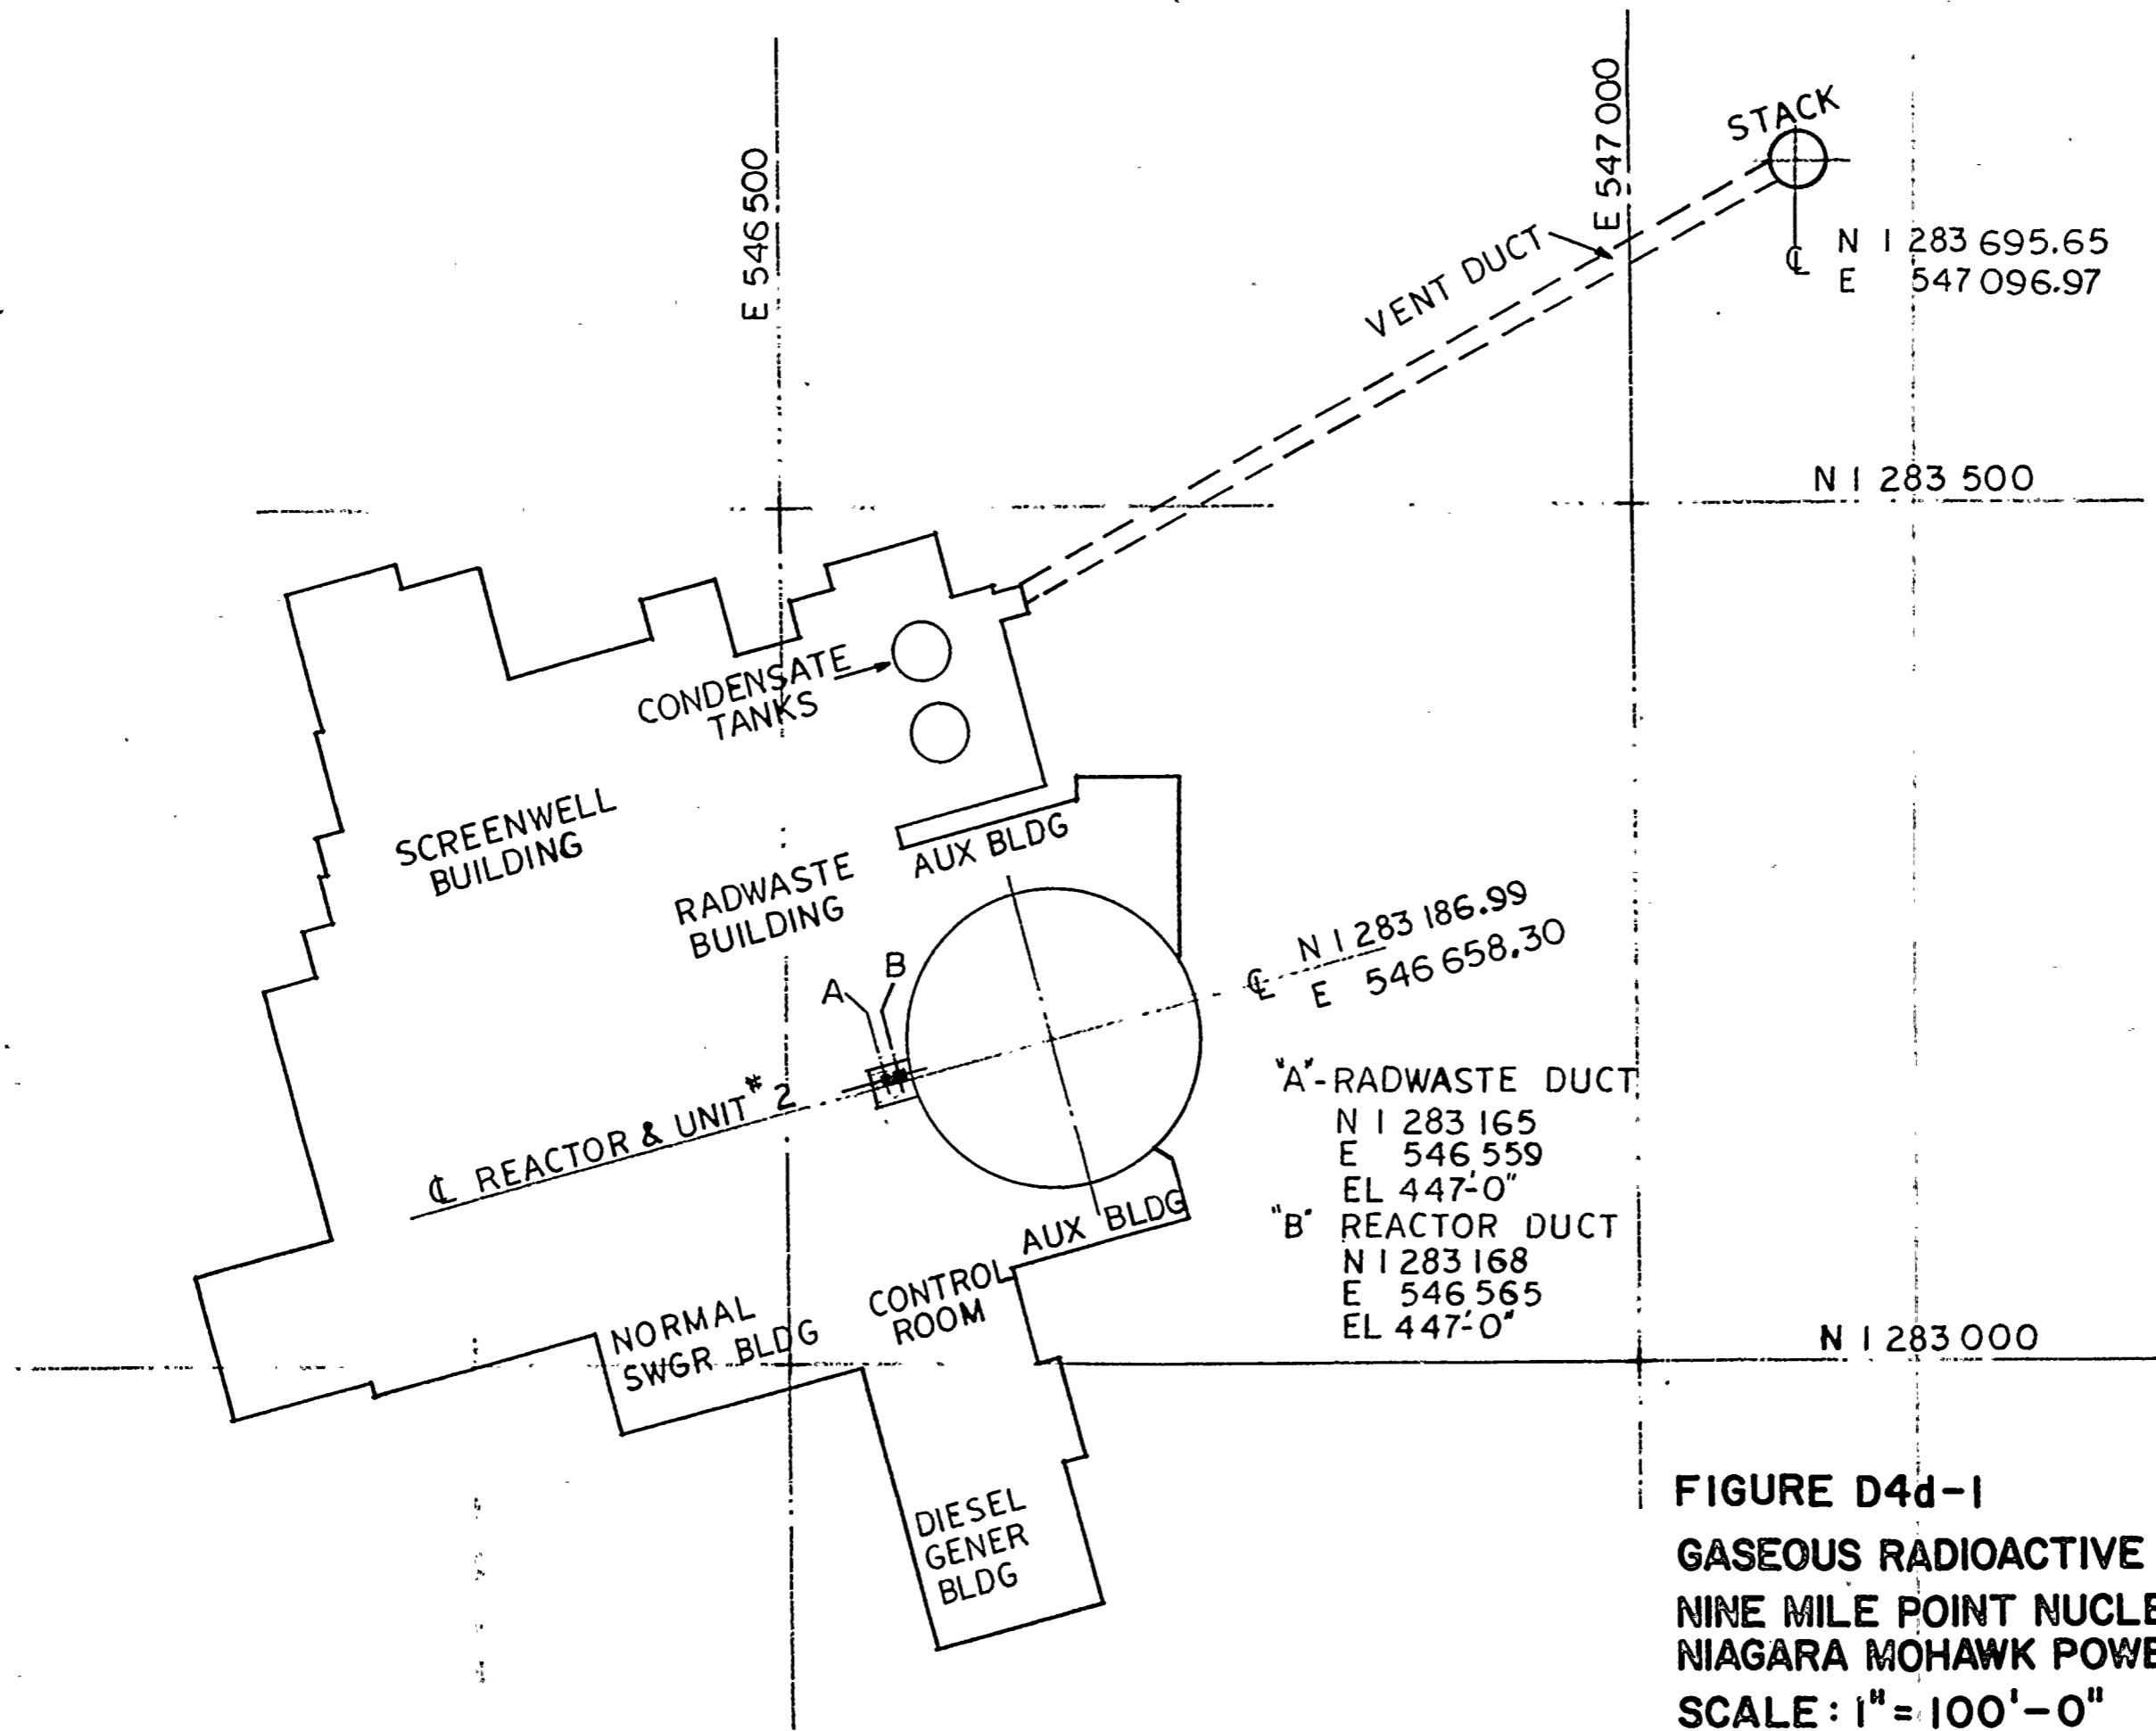 E 546 500
E 547 000
STACK
VENT DUCT
℄ N 1 283 695.65
E 547 096.97
N 1 283 500
CONDENSATE
TANKS
SCREENWELL
BUILDING
AUX BLDG
RADWASTE
BUILDING
A
B
℄ N 1 283 186.99
E 546 658.30
℄ REACTOR & UNIT #2
"A"-RADWASTE DUCT
N 1 283 165
E 546,559
EL 447'-0"
"B" REACTOR DUCT
N 1 283 168
E 546,565
EL 447'-0"
AUX BLDG
CONTROL
ROOM
NORMAL
SWGR BLDG
N 1 283 000
DIESEL
GENER
BLDG
FIGURE D4d-1
GASEOUS RADIOACTIVE
NINE MILE POINT NUCLE
NIAGARA MOHAWK POWE
SCALE: 1"=100'-0"